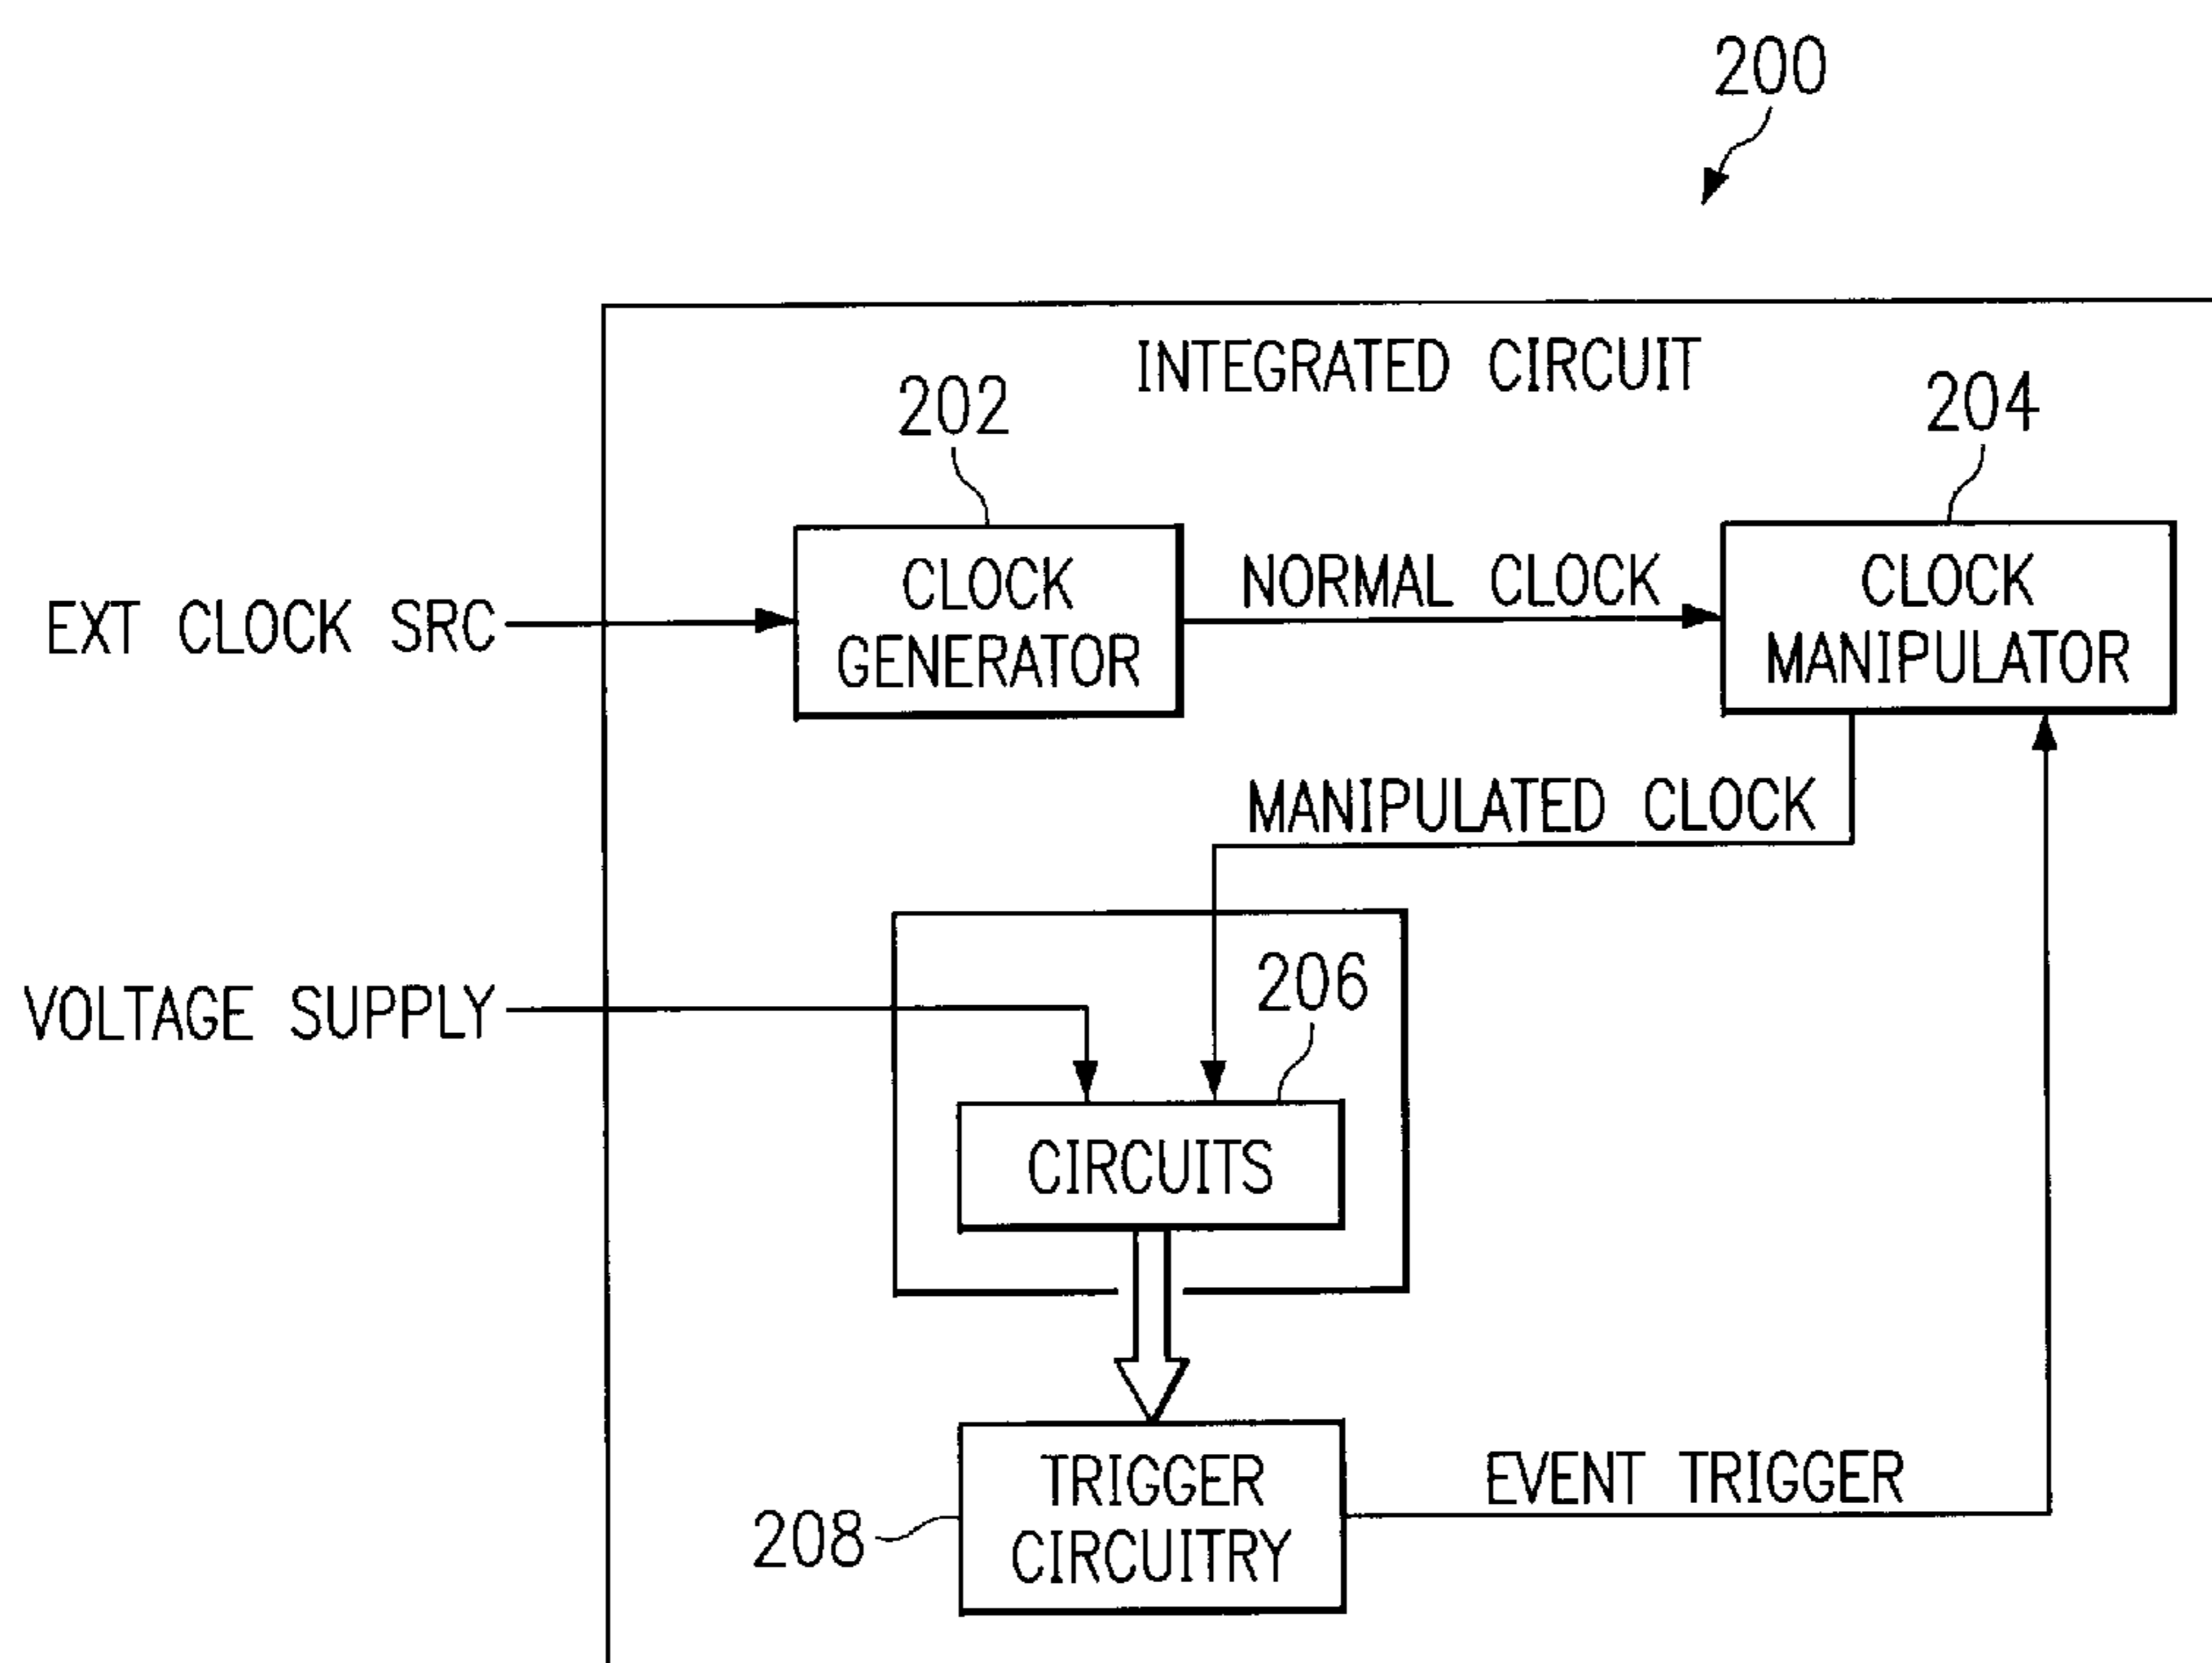 200
INTEGRATED CIRCUIT
202
204
CLOCK
GENERATOR
NORMAL CLOCK
CLOCK
MANIPULATOR
EXT CLOCK SRC
MANIPULATED CLOCK
VOLTAGE SUPPLY
206
CIRCUITS
TRIGGER
CIRCUITRY
EVENT TRIGGER
208